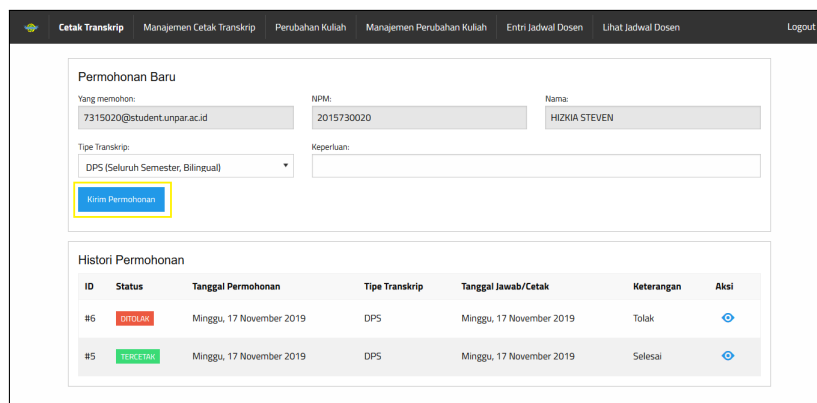 Cetak Transkrip Manajemen Cetak Transkrip Perubahan Kuliah Manajemen Perubahan Kuliah Entri Jadwal Dosen Lihat Jadwal Dosen Logout
Permohonan Baru
Yang memohon: NPM: Nama:
7315020@student.unpar.ac.id 2015730020 HIZKIA STEVEN
Tipe Transkrip: Keperluan:
DPS (Seluruh Semester, Bilingual)
Kirim Permohonan
Histori Permohonan
ID Status Tanggal Permohonan Tipe Transkrip Tanggal Jawab/Cetak Keterangan Aksi
#6 DITOLAK Minggu, 17 November 2019 DPS Minggu, 17 November 2019 Tolak
#5 TERCETAK Minggu, 17 November 2019 DPS Minggu, 17 November 2019 Selesai